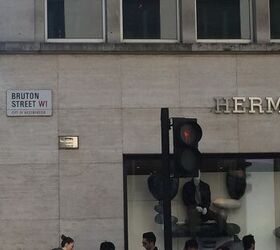 BRUTON
STREET W1
CITY OF WESTMINSTER
HERM